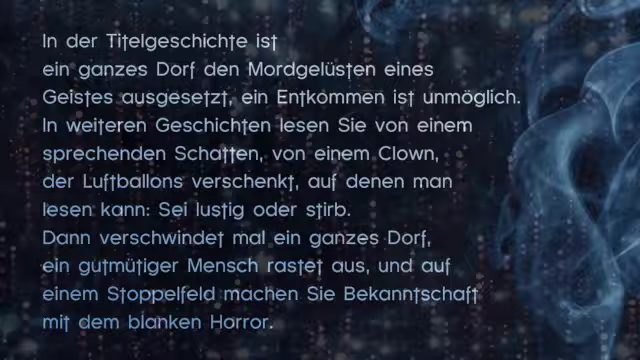 In der Titelgeschichte ist
ein ganzes Dorf den Mordgelüsten eines
Geistes ausgesetzt, ein Entkommen ist unmöglich.
In weiteren Geschichten lesen Sie von einem
sprechenden Schatten, von einem Clown,
der Luftballons verschenkt, auf denen man
lesen kann: Sei lustig oder stirb.
Dann verschwindet mal ein ganzes Dorf,
ein gutmütiger Mensch rastet aus, und auf
einem Stoppelfeld machen Sie Bekanntschaft
mit dem blanken Horror.